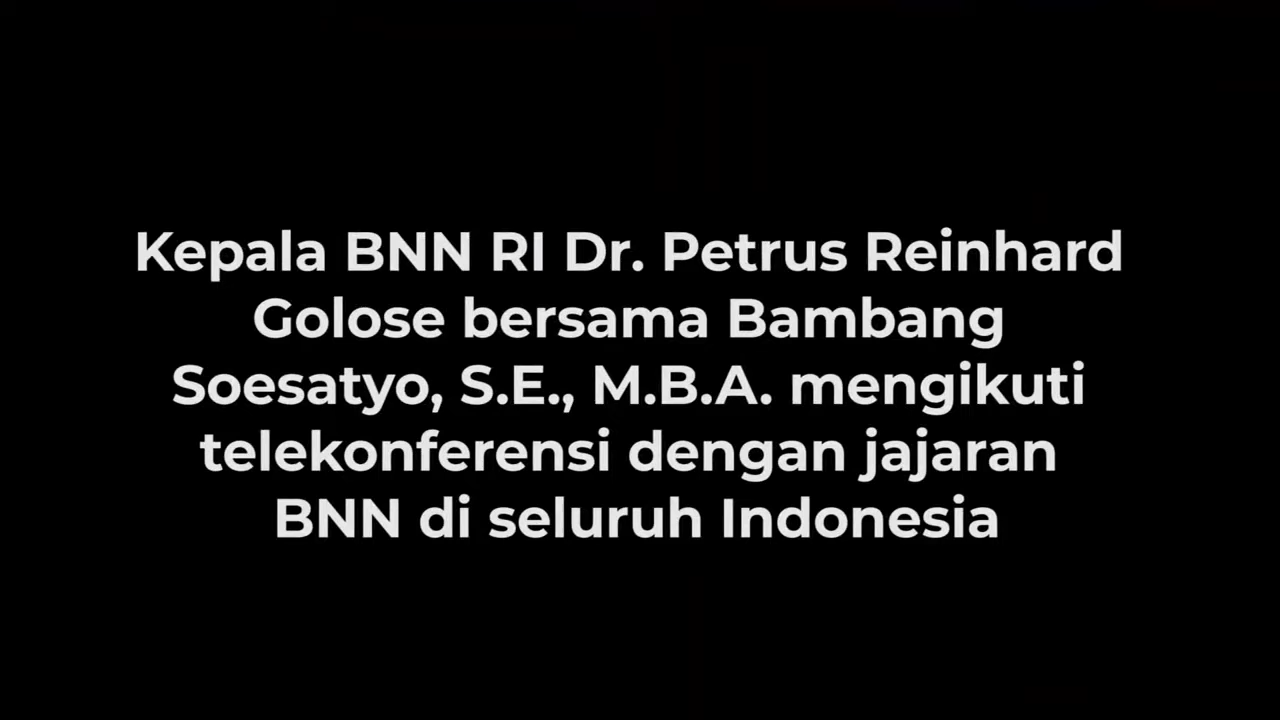 Kepala BNN RI Dr. Petrus Reinhard
Golose bersama Bambang
Soesatyo, S.E., M.B.A. mengikuti
telekonferensi dengan jajaran
BNN di seluruh Indonesia